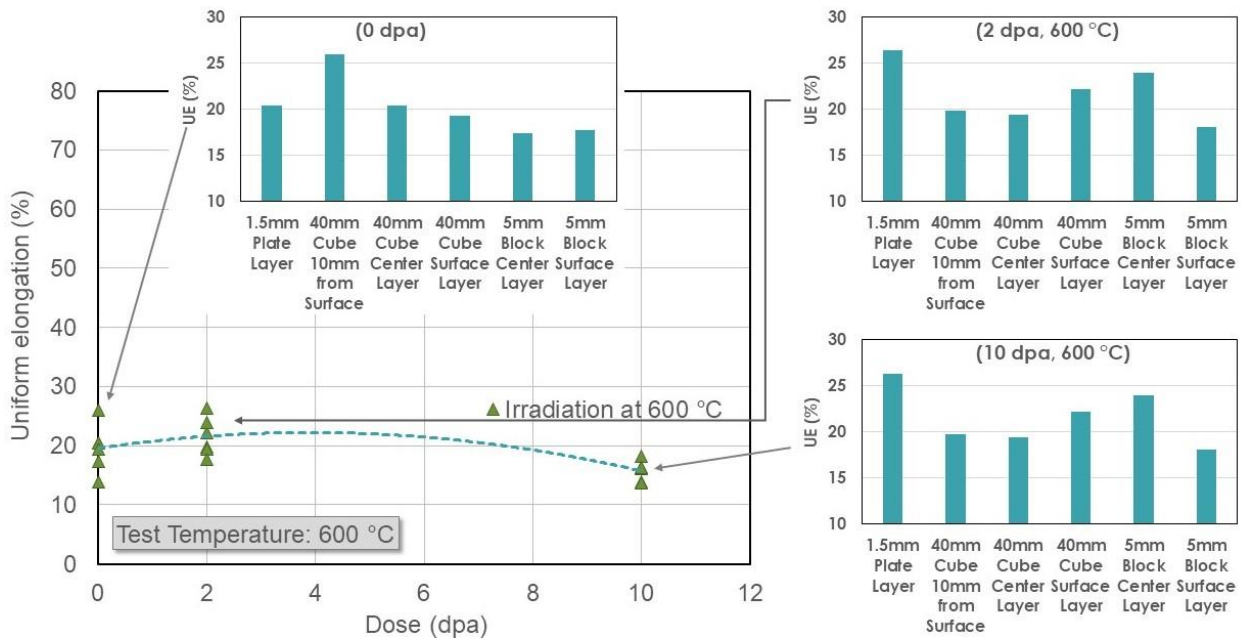 Uniform elongation (%)
80
70
60
50
40
30
20
10
0
0
2
4
6
8
10
12
Dose (dpa)
Test Temperature: 600 °C
Irradiation at 600 °C
(0 dpa)
UE (%)
30
25
20
15
10
1.5mm
Plate
Layer
40mm
Cube
10mm
from
Surface
40mm
Cube
Center
Layer
40mm
Cube
Surface
Layer
5mm
Block
Center
Layer
5mm
Block
Surface
Layer
(2 dpa, 600 °C)
UE (%)
30
25
20
15
10
1.5mm
Plate
Layer
40mm
Cube
10mm
from
Surface
40mm
Cube
Center
Layer
40mm
Cube
Surface
Layer
5mm
Block
Center
Layer
5mm
Block
Surface
Layer
(10 dpa, 600 °C)
UE (%)
30
25
20
15
10
1.5mm
Plate
Layer
40mm
Cube
10mm
from
Surface
40mm
Cube
Center
Layer
40mm
Cube
Surface
Layer
5mm
Block
Center
Layer
5mm
Block
Surface
Layer